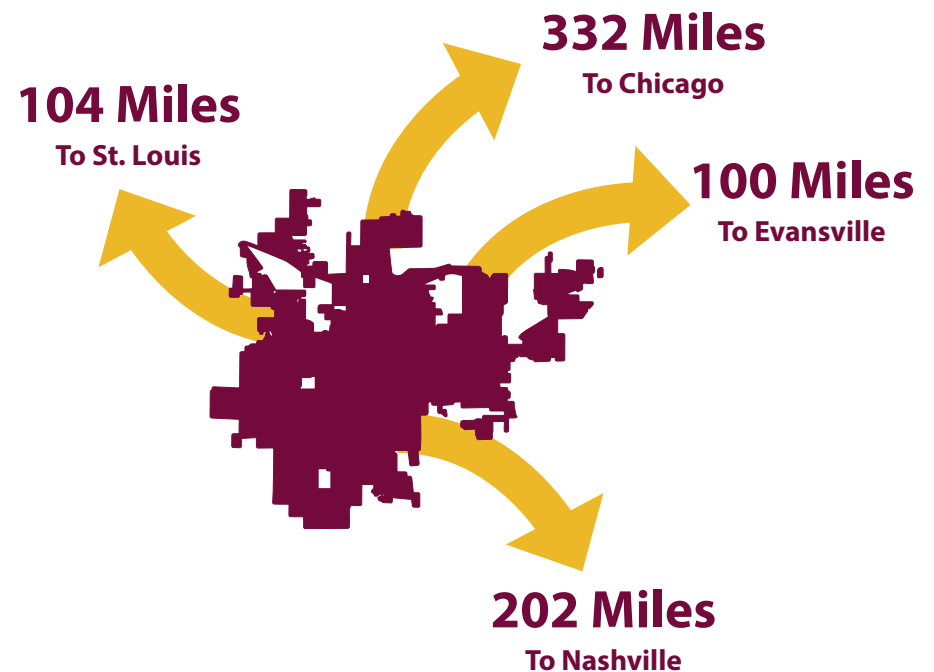 332 Miles
To Chicago
104 Miles
To St. Louis
100 Miles
To Evansville
202 Miles
To Nashville